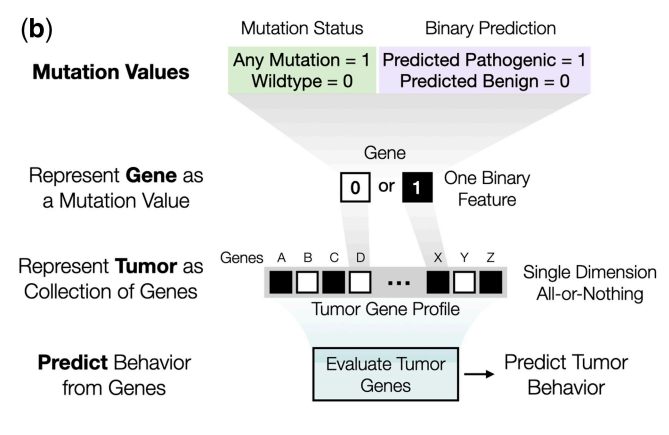 (b)
Mutation Status
Binary Prediction
Mutation Values
Any Mutation = 1
Wildtype = 0
Predicted Pathogenic = 1
Predicted Benign = 0
Gene
Represent Gene as
a Mutation Value
0 or 1
One Binary
Feature
Represent Tumor as
Collection of Genes
Genes A B C D ... X Y Z
Tumor Gene Profile
Single Dimension
All-or-Nothing
Predict Behavior
from Genes
Evaluate Tumor
Genes
Predict Tumor
Behavior